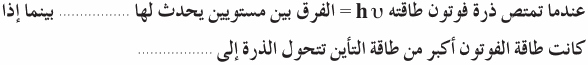 عندما تمتص ذرة فوتون طاقته hυ = الفرق بين مستويين يحدث لها ................. بينما إذا
كانت طاقة الفوتون أكبر من طاقة التأين تتحول الذرة إلى ..................